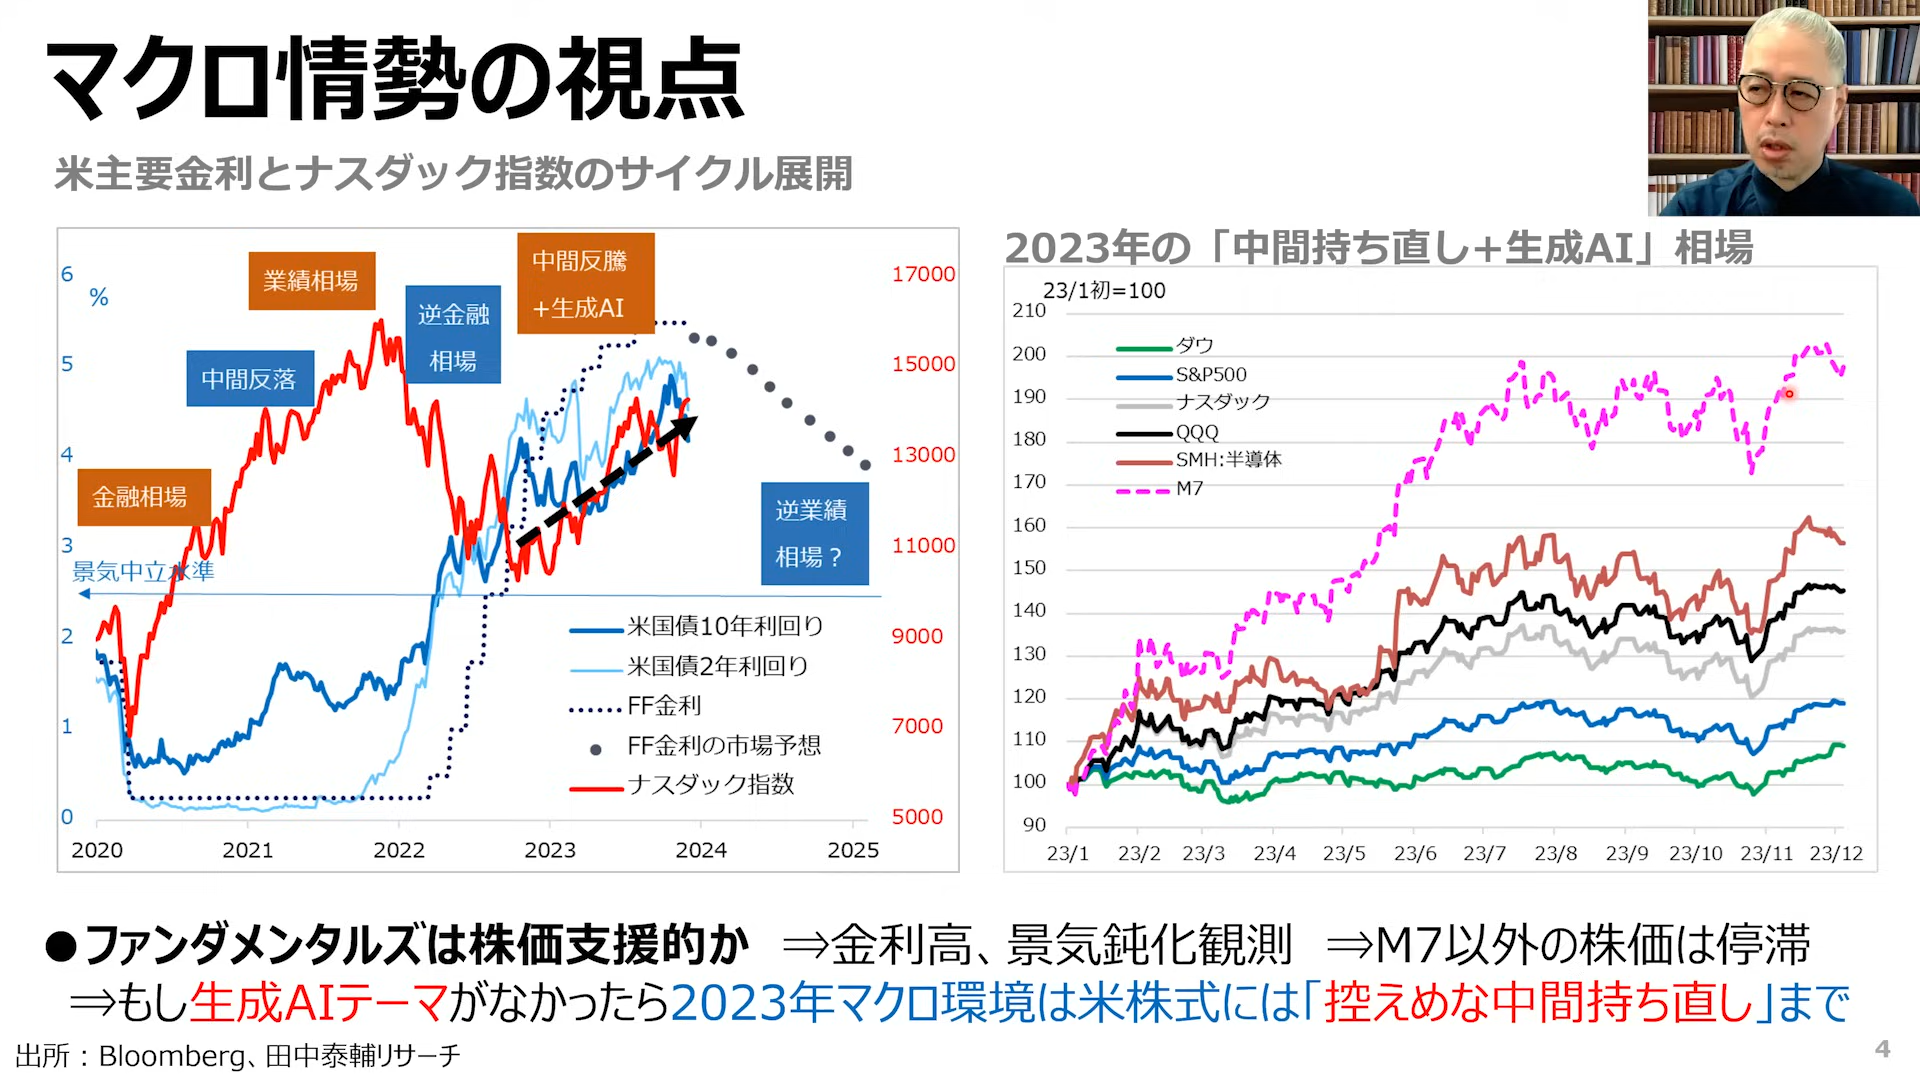 マクロ情勢の視点
米主要金利とナスダック指数のサイクル展開
6
%
5
4
3
2
1
0
17000
15000
13000
11000
9000
7000
5000
業績相場
中間反落
金融相場
逆金融
相場
中間反騰
+生成AI
逆業績
相場?
景気中立水準
米国債10年利回り
米国債2年利回り
FF金利
FF金利の市場予想
ナスダック指数
2020 2021 2022 2023 2024 2025
2023年の「中間持ち直し+生成AI」相場
23/1初=100
210
200
190
180
170
160
150
140
130
120
110
100
90
ダウ
S&P500
ナスダック
QQQ
SMH:半導体
M7
23/1 23/2 23/3 23/4 23/5 23/6 23/7 23/8 23/9 23/10 23/11 23/12
●ファンダメンタルズは株価支援的か ⇒金利高、景気鈍化観測 ⇒M7以外の株価は停滞
⇒もし生成AIテーマがなかったら2023年マクロ環境は米株式には「控えめな中間持ち直し」まで
出所:Bloomberg、田中泰輔リサーチ
4